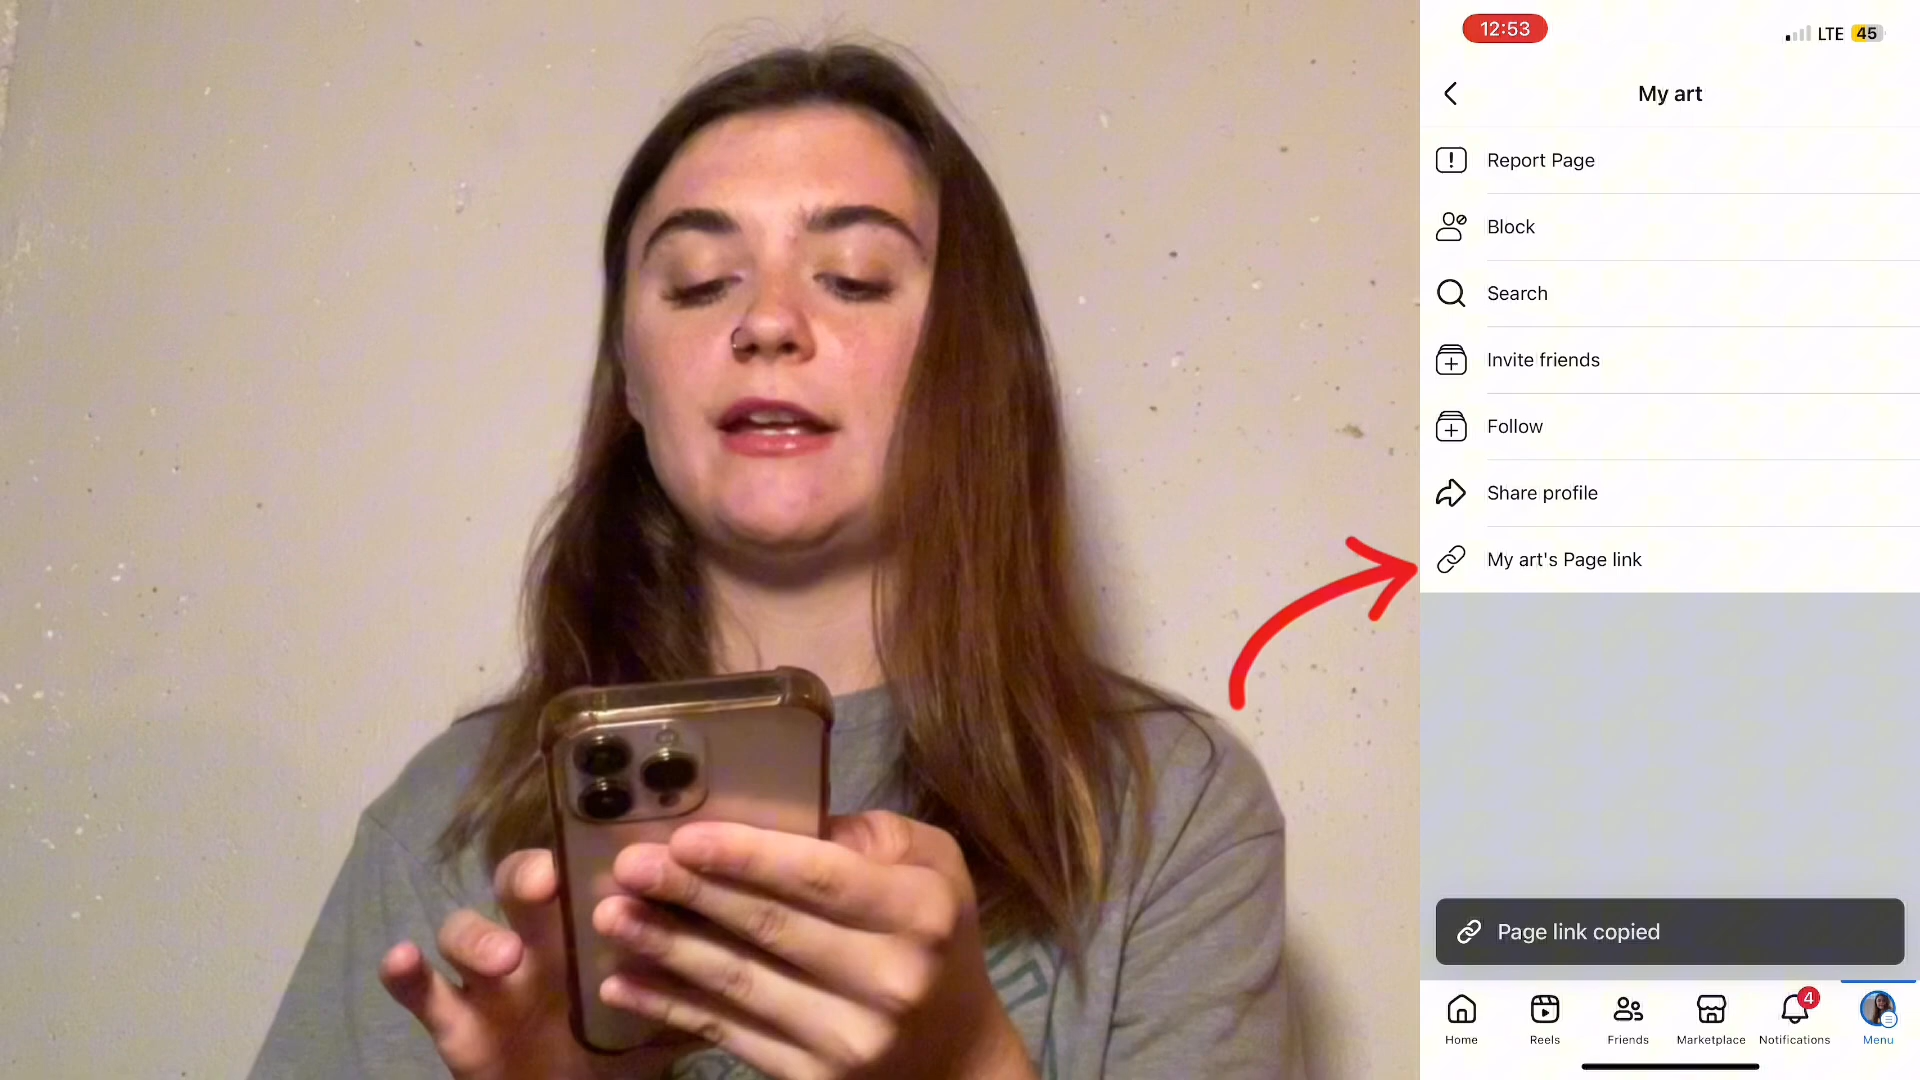 12:53
LTE 45
My art
Report Page
Block
Search
Invite friends
Follow
Share profile
My art's Page link
Page link copied
4
Home Reels Friends Marketplace Notifications Menu